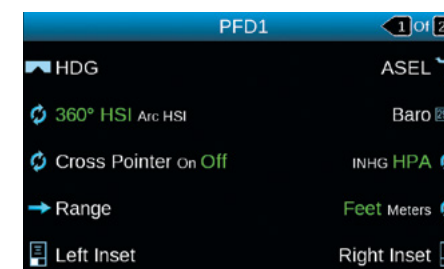 PFD1
1 Of 2
HDG ASEL
360° HSI Arc HSI Baro
Cross Pointer On Off INHG HPA
Range Feet Meters
Left Inset Right Inset